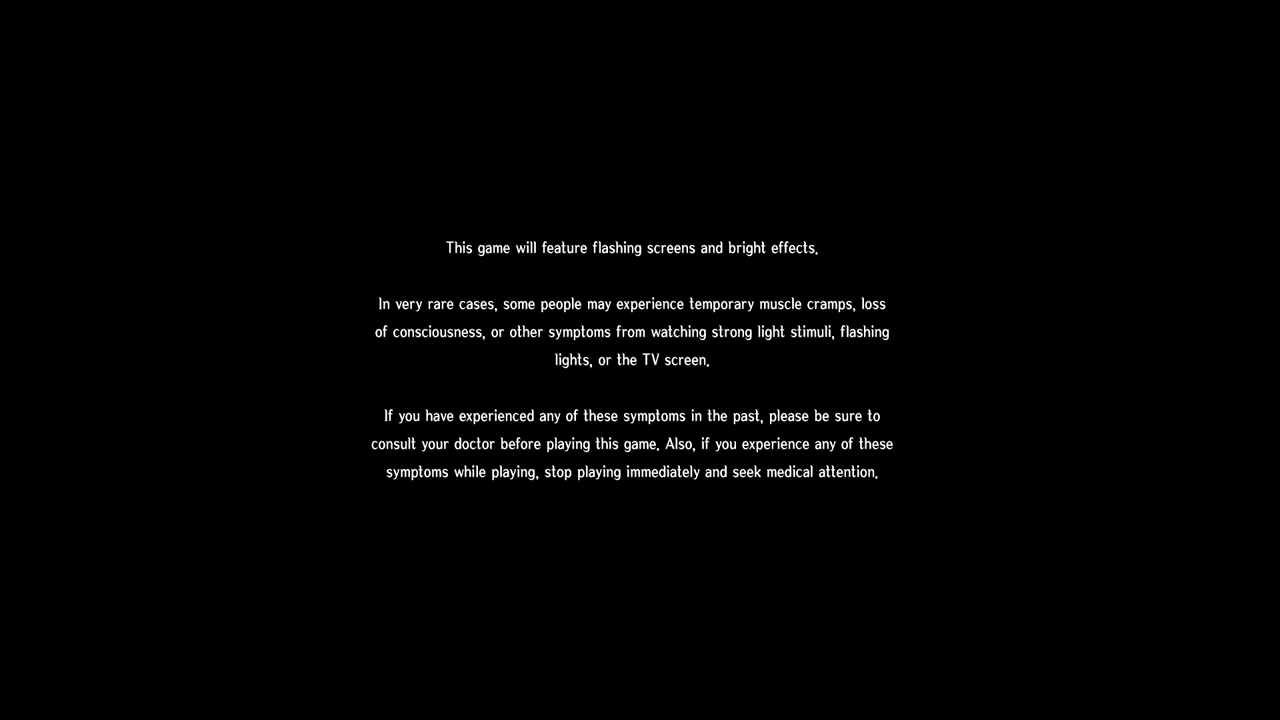 This game will feature flashing screens and bright effects.
In very rare cases, some people may experience temporary muscle cramps, loss
of consciousness, or other symptoms from watching strong light stimuli, flashing
lights, or the TV screen.
If you have experienced any of these symptoms in the past, please be sure to
consult your doctor before playing this game. Also, if you experience any of these
symptoms while playing, stop playing immediately and seek medical attention.